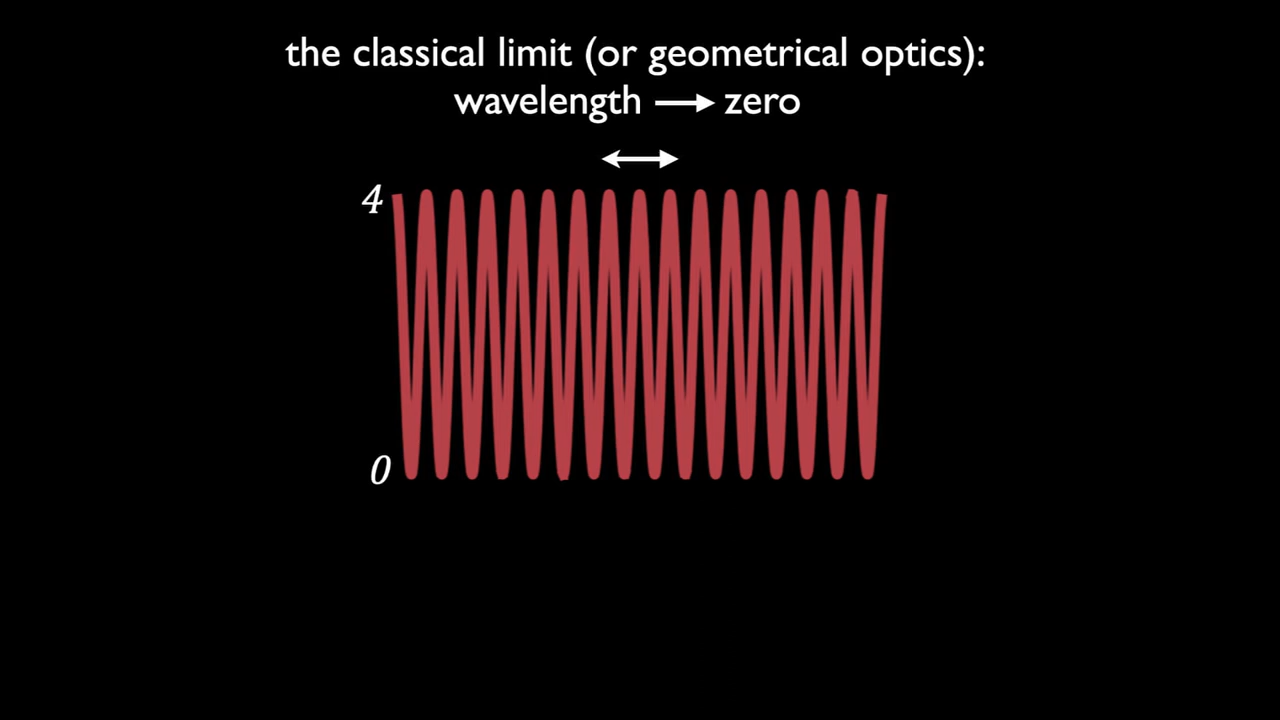 the classical limit (or geometrical optics):
wavelength → zero
4
0